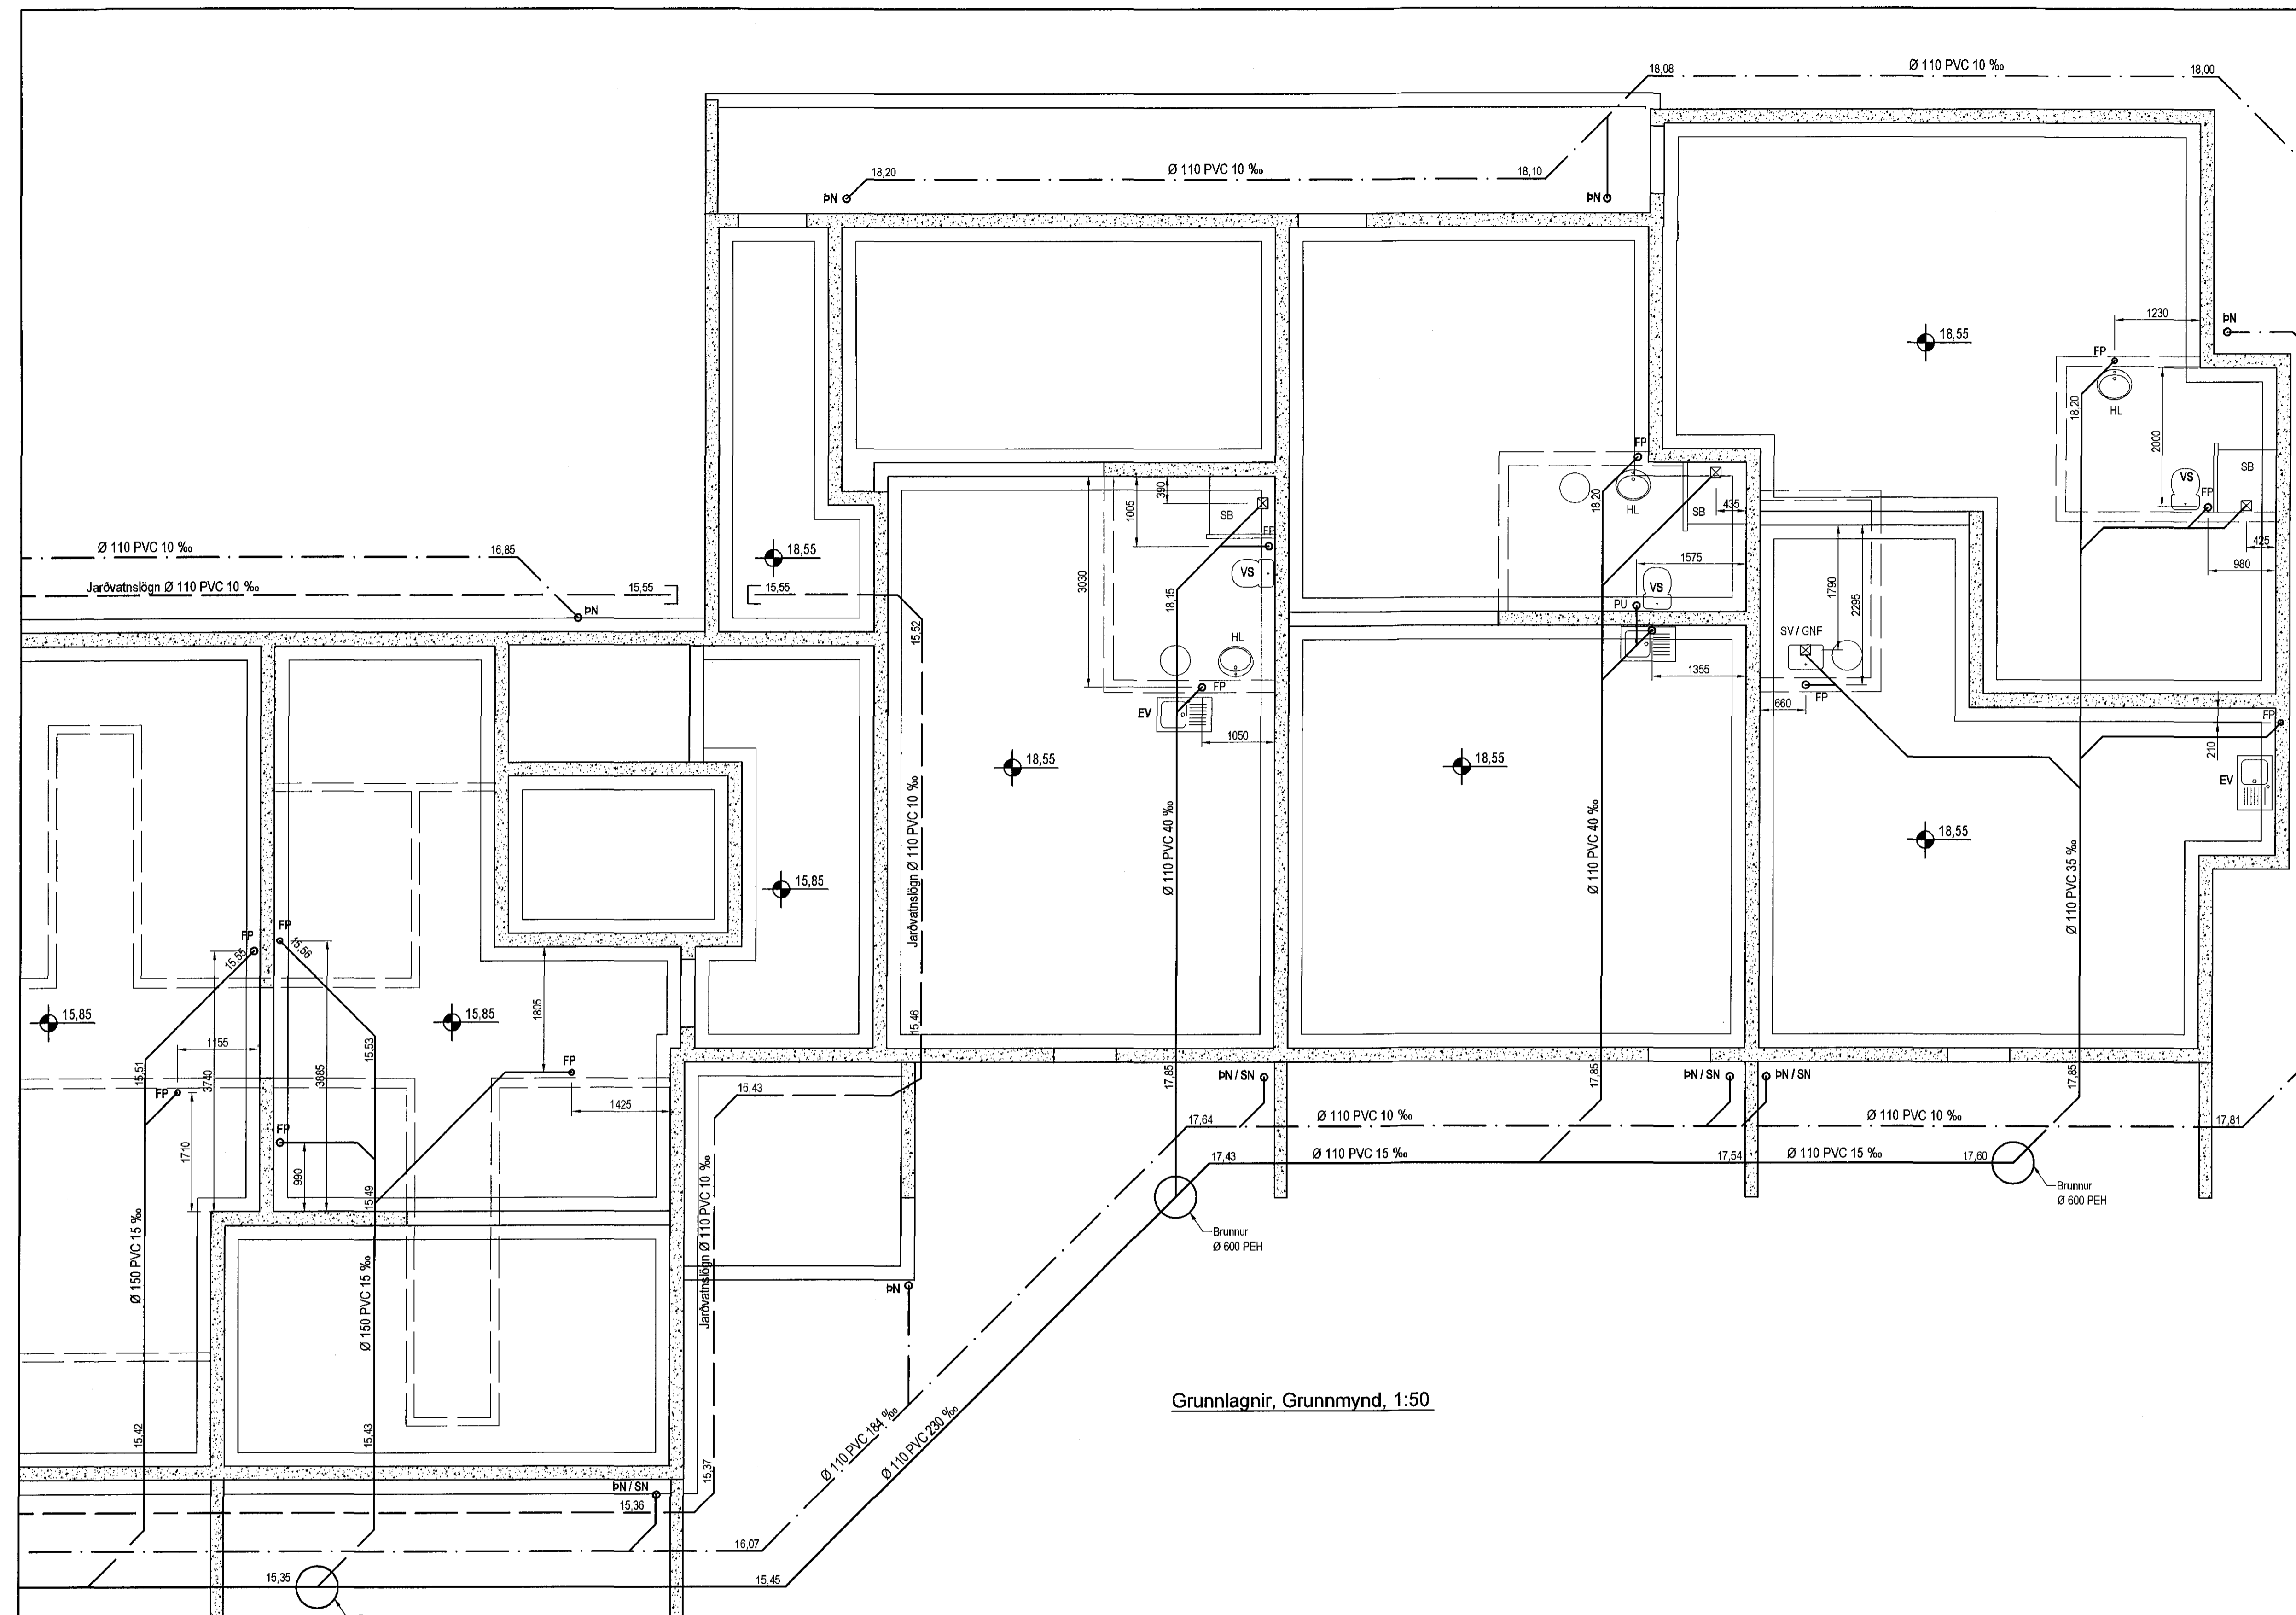 18,08
Ø 110 PVC 10 ‰
18,00
18,20
Ø 110 PVC 10 ‰
18,10
ÞN
ÞN
1230
ÞN
18,55
FP
HL
18,20
2000
VS
FP
SB
425
980
FP
18,20
HL
SB
435
1575
VS
PU
1355
390
1005
SB
FP
VS
3030
18,15
HL
FP
EV
1050
Ø 110 PVC 10 ‰
16,85
Jarðvatnslögn Ø 110 PVC 10 ‰
15,55
ÞN
18,55
15,55
15,52
1790
2295
SV / GNF
FP
660
FP
210
EV
18,55
18,55
18,55
Jarðvatnslögn Ø 110 PVC 10 ‰
Ø 110 PVC 40 ‰
Ø 110 PVC 40 ‰
Ø 110 PVC 35 ‰
15,85
FP
15,55
FP
15,56
15,85
15,85
1805
15,46
1155
15,51
3740
FP
1710
15,53
3885
FP
990
15,49
FP
1425
15,43
17,85
ÞN / SN
17,85
ÞN / SN
ÞN / SN
17,85
17,64
Ø 110 PVC 10 ‰
Ø 110 PVC 10 ‰
17,81
17,43
Ø 110 PVC 15 ‰
17,54
Ø 110 PVC 15 ‰
17,60
Brunnur
Ø 600 PEH
Brunnur
Ø 600 PEH
Ø 150 PVC 15 ‰
Ø 150 PVC 15 ‰
Jarðvatnslögn Ø 110 PVC 10 ‰
ÞN
15,42
15,43
15,37
Ø 110 PVC 184 ‰
Ø 110 PVC 230 ‰
Grunnlagnir, Grunnmynd, 1:50
ÞN / SN
15,36
16,07
15,35
15,45